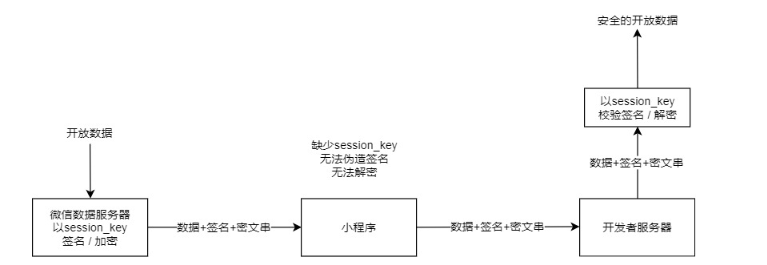 安全的开放数据
以session_key
校验签名 / 解密
开放数据
缺少session_key
无法伪造签名
无法解密
数据+签名+密文串
微信数据服务器
以session_key
签名 / 加密
数据+签名+密文串
小程序
数据+签名+密文串
开发者服务器